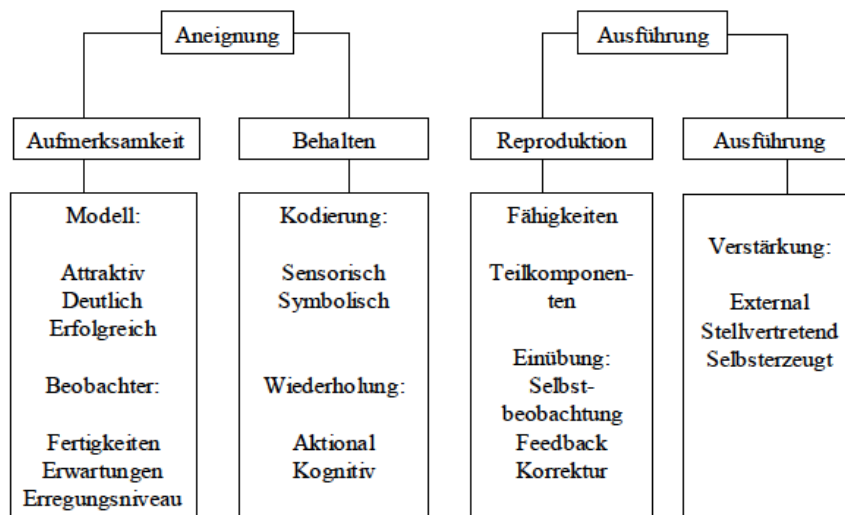 Aneignung
Ausführung
Aufmerksamkeit
Behalten
Reproduktion
Ausführung
Modell:
Attraktiv
Deutlich
Erfolgreich
Beobachter:
Fertigkeiten
Erwartungen
Erregungsniveau
Kodierung:
Sensorisch
Symbolisch
Wiederholung:
Aktional
Kognitiv
Fähigkeiten
Teilkomponen-
ten
Einübung:
Selbst-
beobachtung
Feedback
Korrektur
Verstärkung:
External
Stellvertretend
Selbsterzeugt